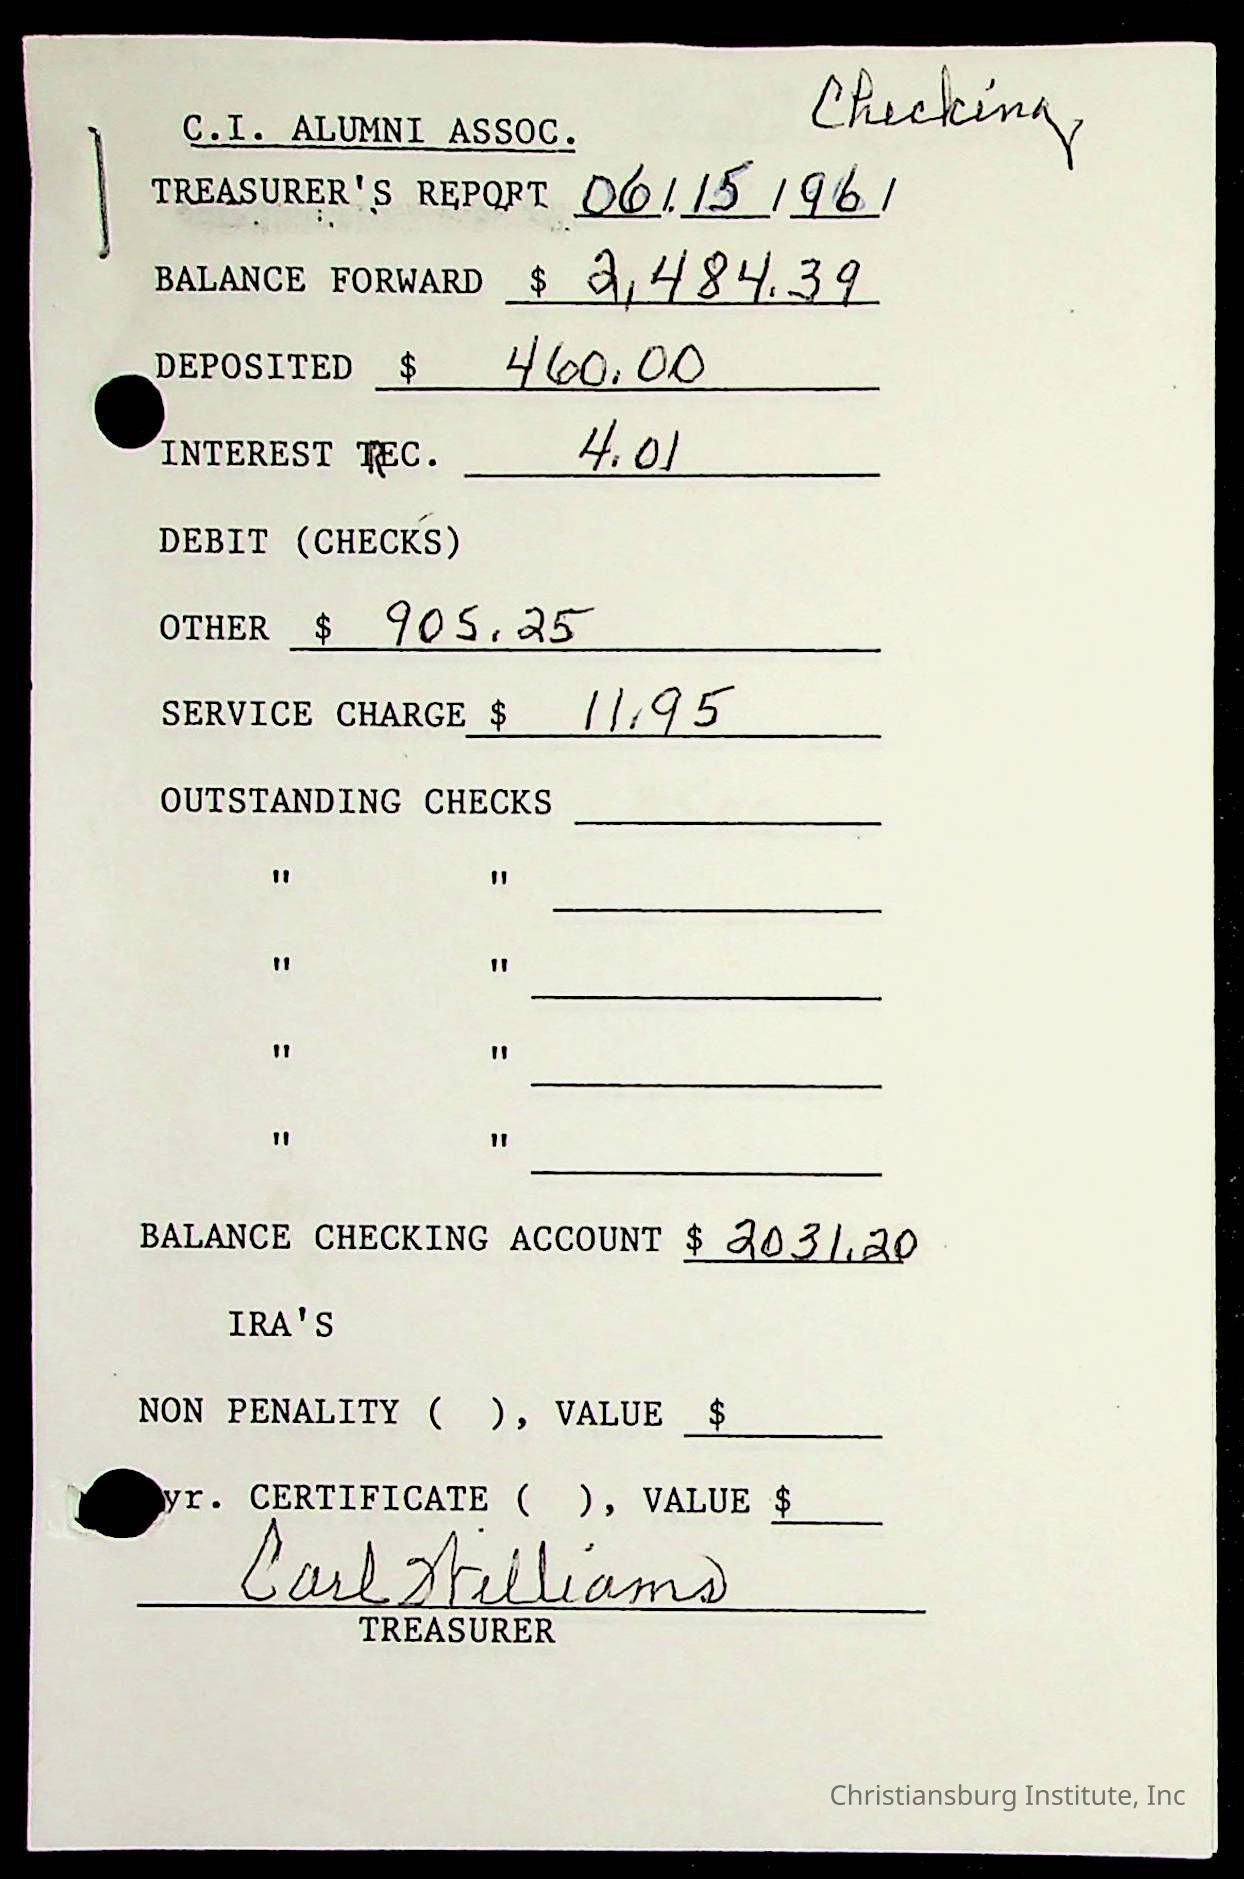 Checking
C.I. ALUMNI ASSOC.
TREASURER'S REPORT 06/15/1961
BALANCE FORWARD $ 2,484.39
DEPOSITED $ 460.00
INTEREST REC. 4.01
DEBIT (CHECKS)
OTHER $ 905.25
SERVICE CHARGE $ 11.95
OUTSTANDING CHECKS
" "
" "
" "
" "
BALANCE CHECKING ACCOUNT $ 2031.20
IRA'S
NON PENALITY ( ), VALUE $
yr. CERTIFICATE ( ), VALUE $
Carl Williams
TREASURER
Christiansburg Institute, Inc